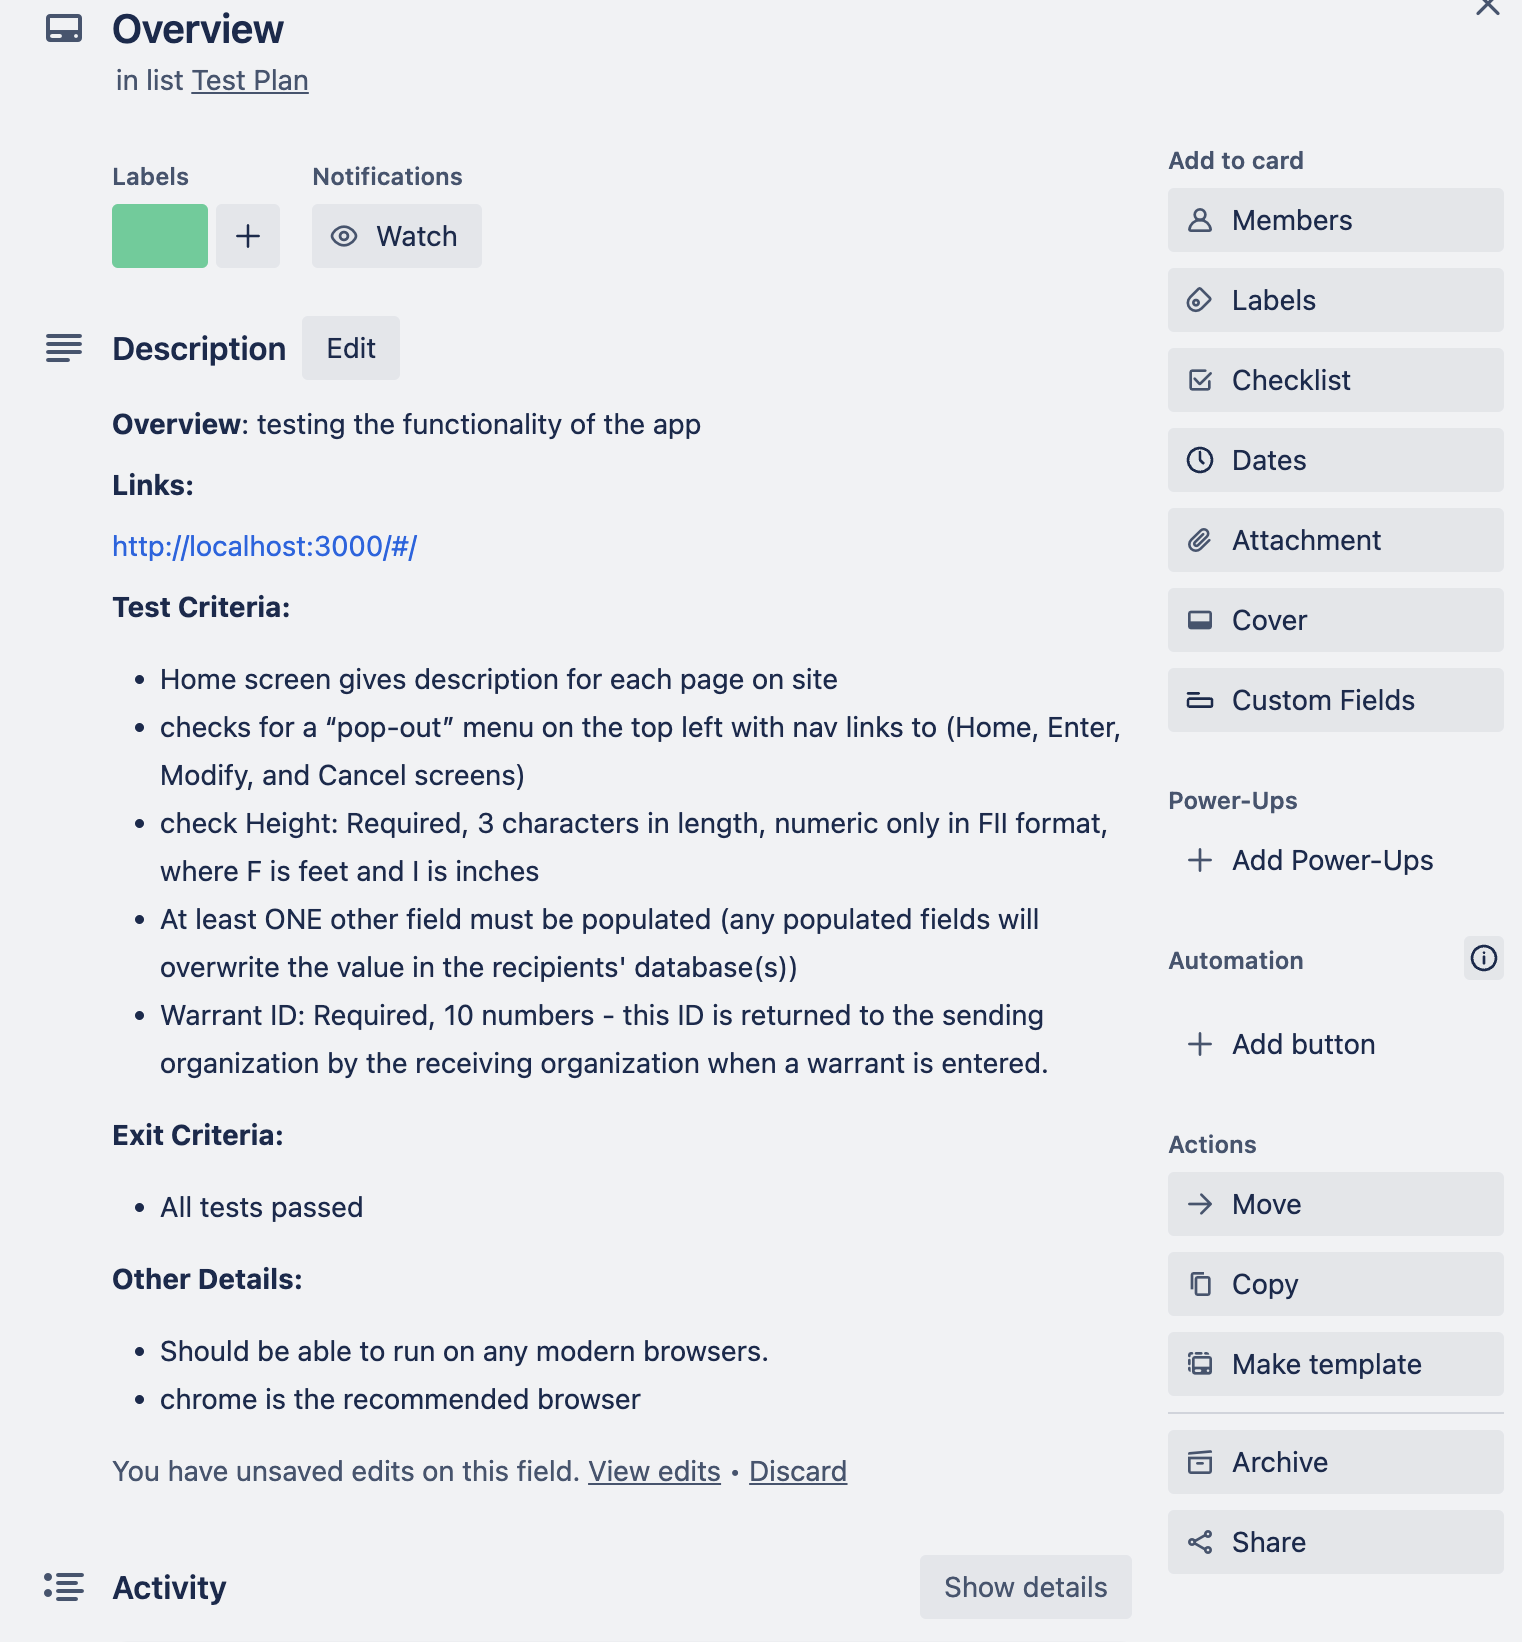 Overview
in list Test Plan
Labels
Notifications
Watch
Description
Edit
Overview: testing the functionality of the app
Links:
http://localhost:3000/#/
Test Criteria:
• Home screen gives description for each page on site
• checks for a “pop-out” menu on the top left with nav links to (Home, Enter,
Modify, and Cancel screens)
• check Height: Required, 3 characters in length, numeric only in FII format,
where F is feet and I is inches
• At least ONE other field must be populated (any populated fields will
overwrite the value in the recipients' database(s))
• Warrant ID: Required, 10 numbers - this ID is returned to the sending
organization by the receiving organization when a warrant is entered.
Exit Criteria:
• All tests passed
Other Details:
• Should be able to run on any modern browsers.
• chrome is the recommended browser
You have unsaved edits on this field. View edits • Discard
Activity
Show details
Add to card
Members
Labels
Checklist
Dates
Attachment
Cover
Custom Fields
Power-Ups
Add Power-Ups
Automation
Add button
Actions
Move
Copy
Make template
Archive
Share